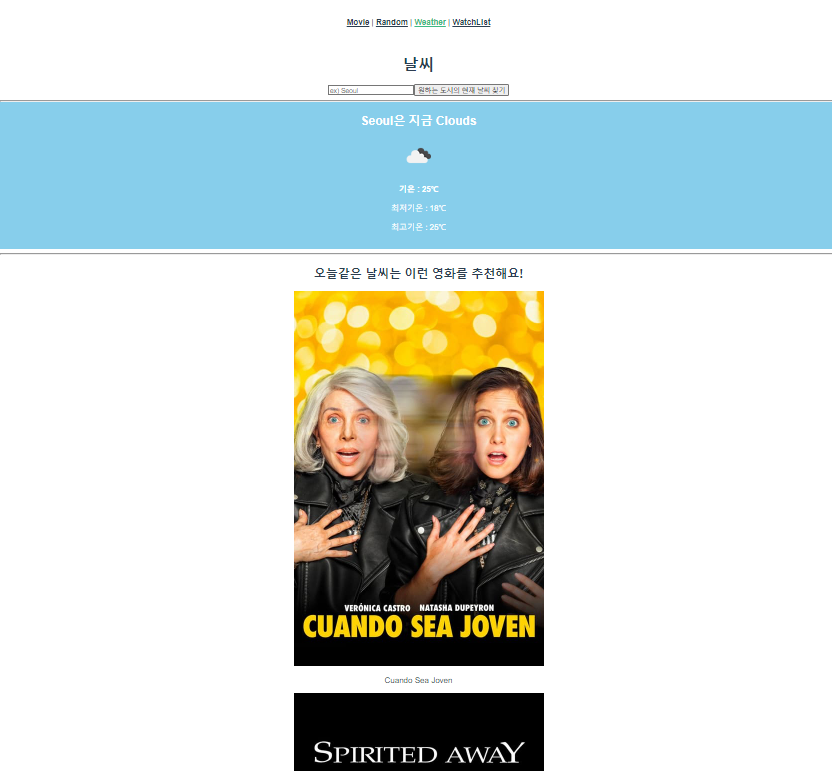 Movie | Random | Weather | WatchList
날씨
ex) Seoul 원하는 도시의 현재 날씨 찾기
Seoul은 지금 Clouds
기온 : 25℃
최저기온 : 18℃
최고기온 : 25℃
오늘같은 날씨는 이런 영화를 추천해요!
VERÓNICA CASTRO NATASHA DUPEYRON
CUANDO SEA JOVEN
Cuando Sea Joven
SPIRITED AWAY